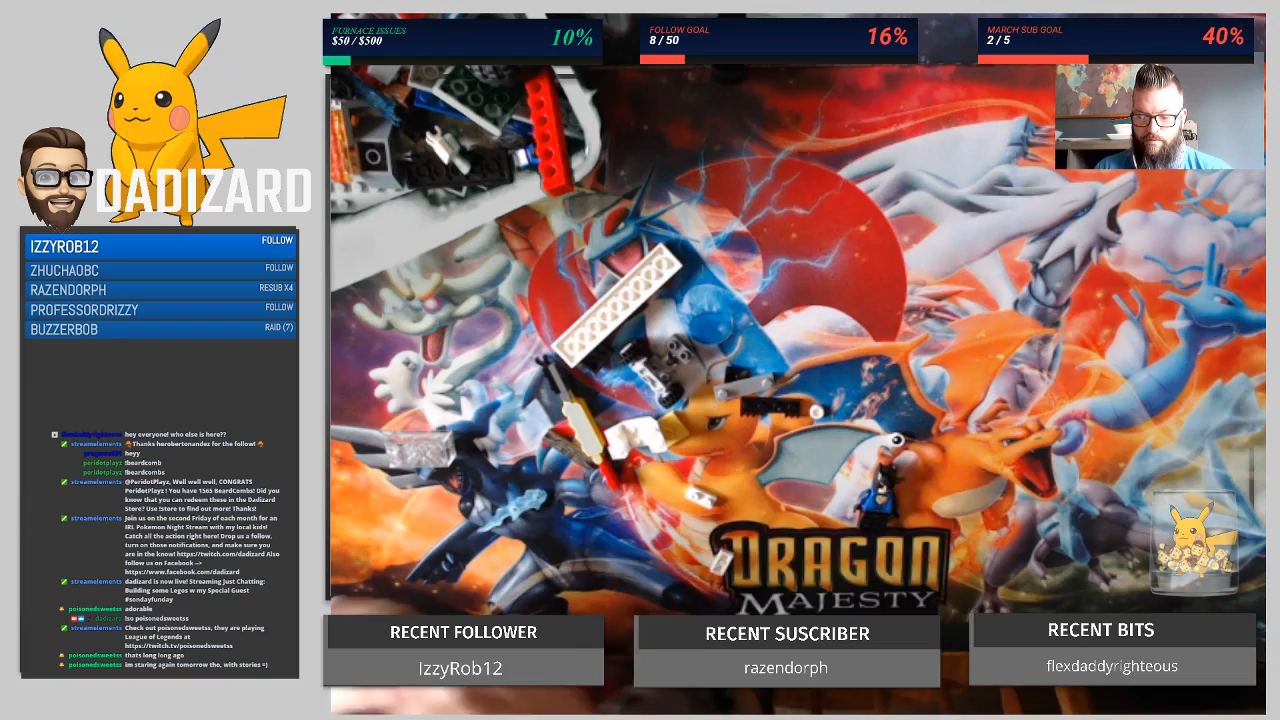 FURNACE ISSUES
$50 / $500
10%
FOLLOW GOAL
8 / 50
16%
MARCH SUB GOAL
2 / 5
40%
DADIZARD
IZZYROB12 FOLLOW
ZHUCHAOBC FOLLOW
RAZENDORPH RESUB X4
PROFESSORDRIZZY FOLLOW
BUZZERBOB RAID (7)
hey everyone! who else is here??
streamelements Thanks herobertonandez for the follow!
heyy
peridotplayz !beardcomb
peridotplayz !beardcombs
streamelements @PeridotPlayz, Well well well, CONGRATS
PeridotPlayz ! You have 1565 BeardCombs! Did you
know that you can redeem these in the Dadizard
Store? Use !store to find out more! Thanks!
streamelements Join us on the second Friday of each month for an
IRL Pokemon Night Stream with my local kids!
Catch all the action right here! Drop us a follow,
turn on those notifications, and make sure you
are in the know! https://twitch.com/dadizard Also
follow us on Facebook -->
https://www.facebook.com/dadizard
streamelements dadizard is now live! Streaming Just Chatting:
Building some Legos w my Special Guest
#sondayfunday
poisonedsweetss adorable
dadizard !so poisonedsweetss
streamelements Check out poisonedsweetss, they are playing
League of Legends at
https://twitch.tv/poisonedsweetss
poisonedsweetss thats long long ago
poisonedsweetss im staring again tomorrow tho, with stories =)
DRAGON
MAJESTY
RECENT FOLLOWER
IzzyRob12
RECENT SUSCRIBER
razendorph
RECENT BITS
flexdaddyrighteous